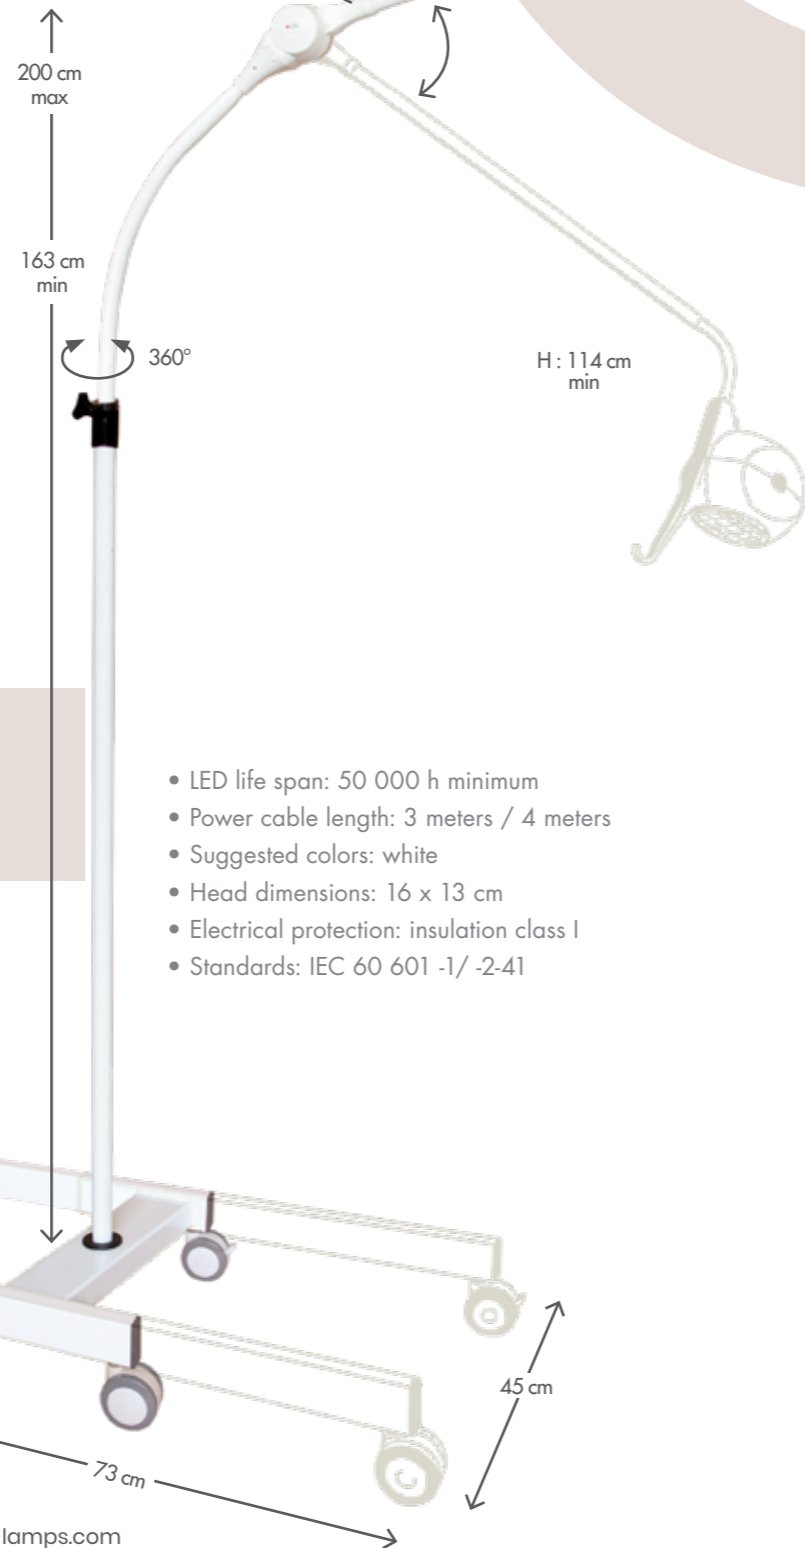 200 cm
max
163 cm
min
360°
H : 114 cm
min
• LED life span: 50 000 h minimum
• Power cable length: 3 meters / 4 meters
• Suggested colors: white
• Head dimensions: 16 x 13 cm
• Electrical protection: insulation class I
• Standards: IEC 60 601 -1/ -2-41
45 cm
73 cm
lamps.com